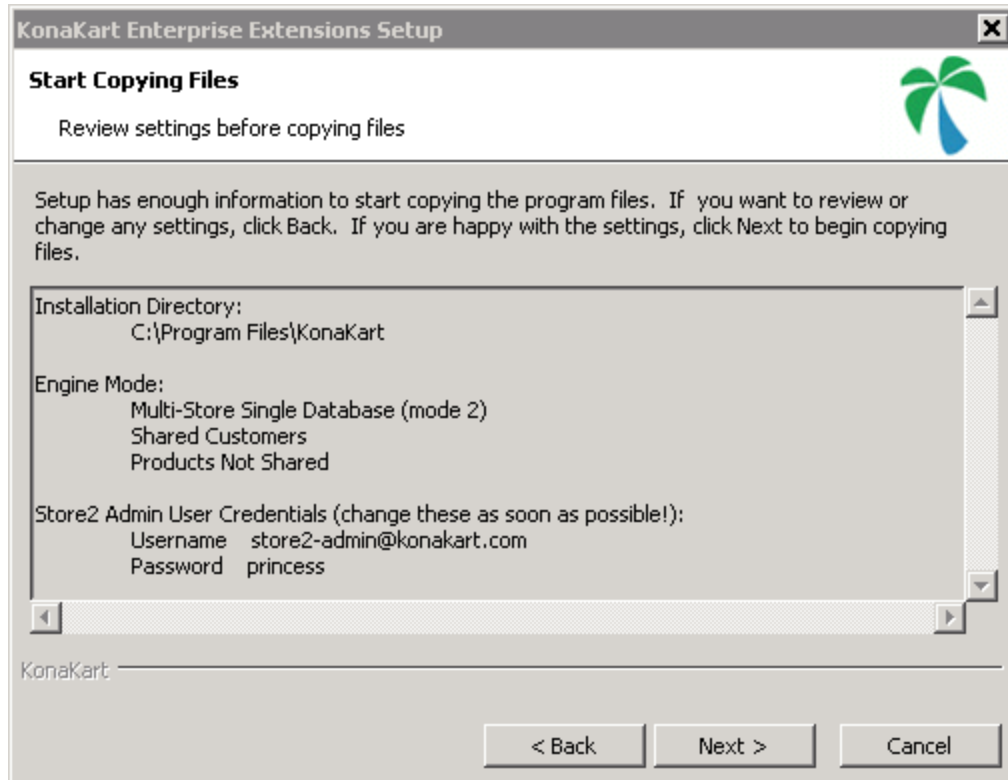 KonaKart Enterprise Extensions Setup
Start Copying Files
Review settings before copying files
Setup has enough information to start copying the program files.  If  you want to review or
change any settings, click Back.  If you are happy with the settings, click Next to begin copying
files.
Installation Directory:
C:\Program Files\KonaKart
Engine Mode:
Multi-Store Single Database (mode 2)
Shared Customers
Products Not Shared
Store2 Admin User Credentials (change these as soon as possible!):
Username    store2-admin@konakart.com
Password    princess
KonaKart
< Back
Next >
Cancel